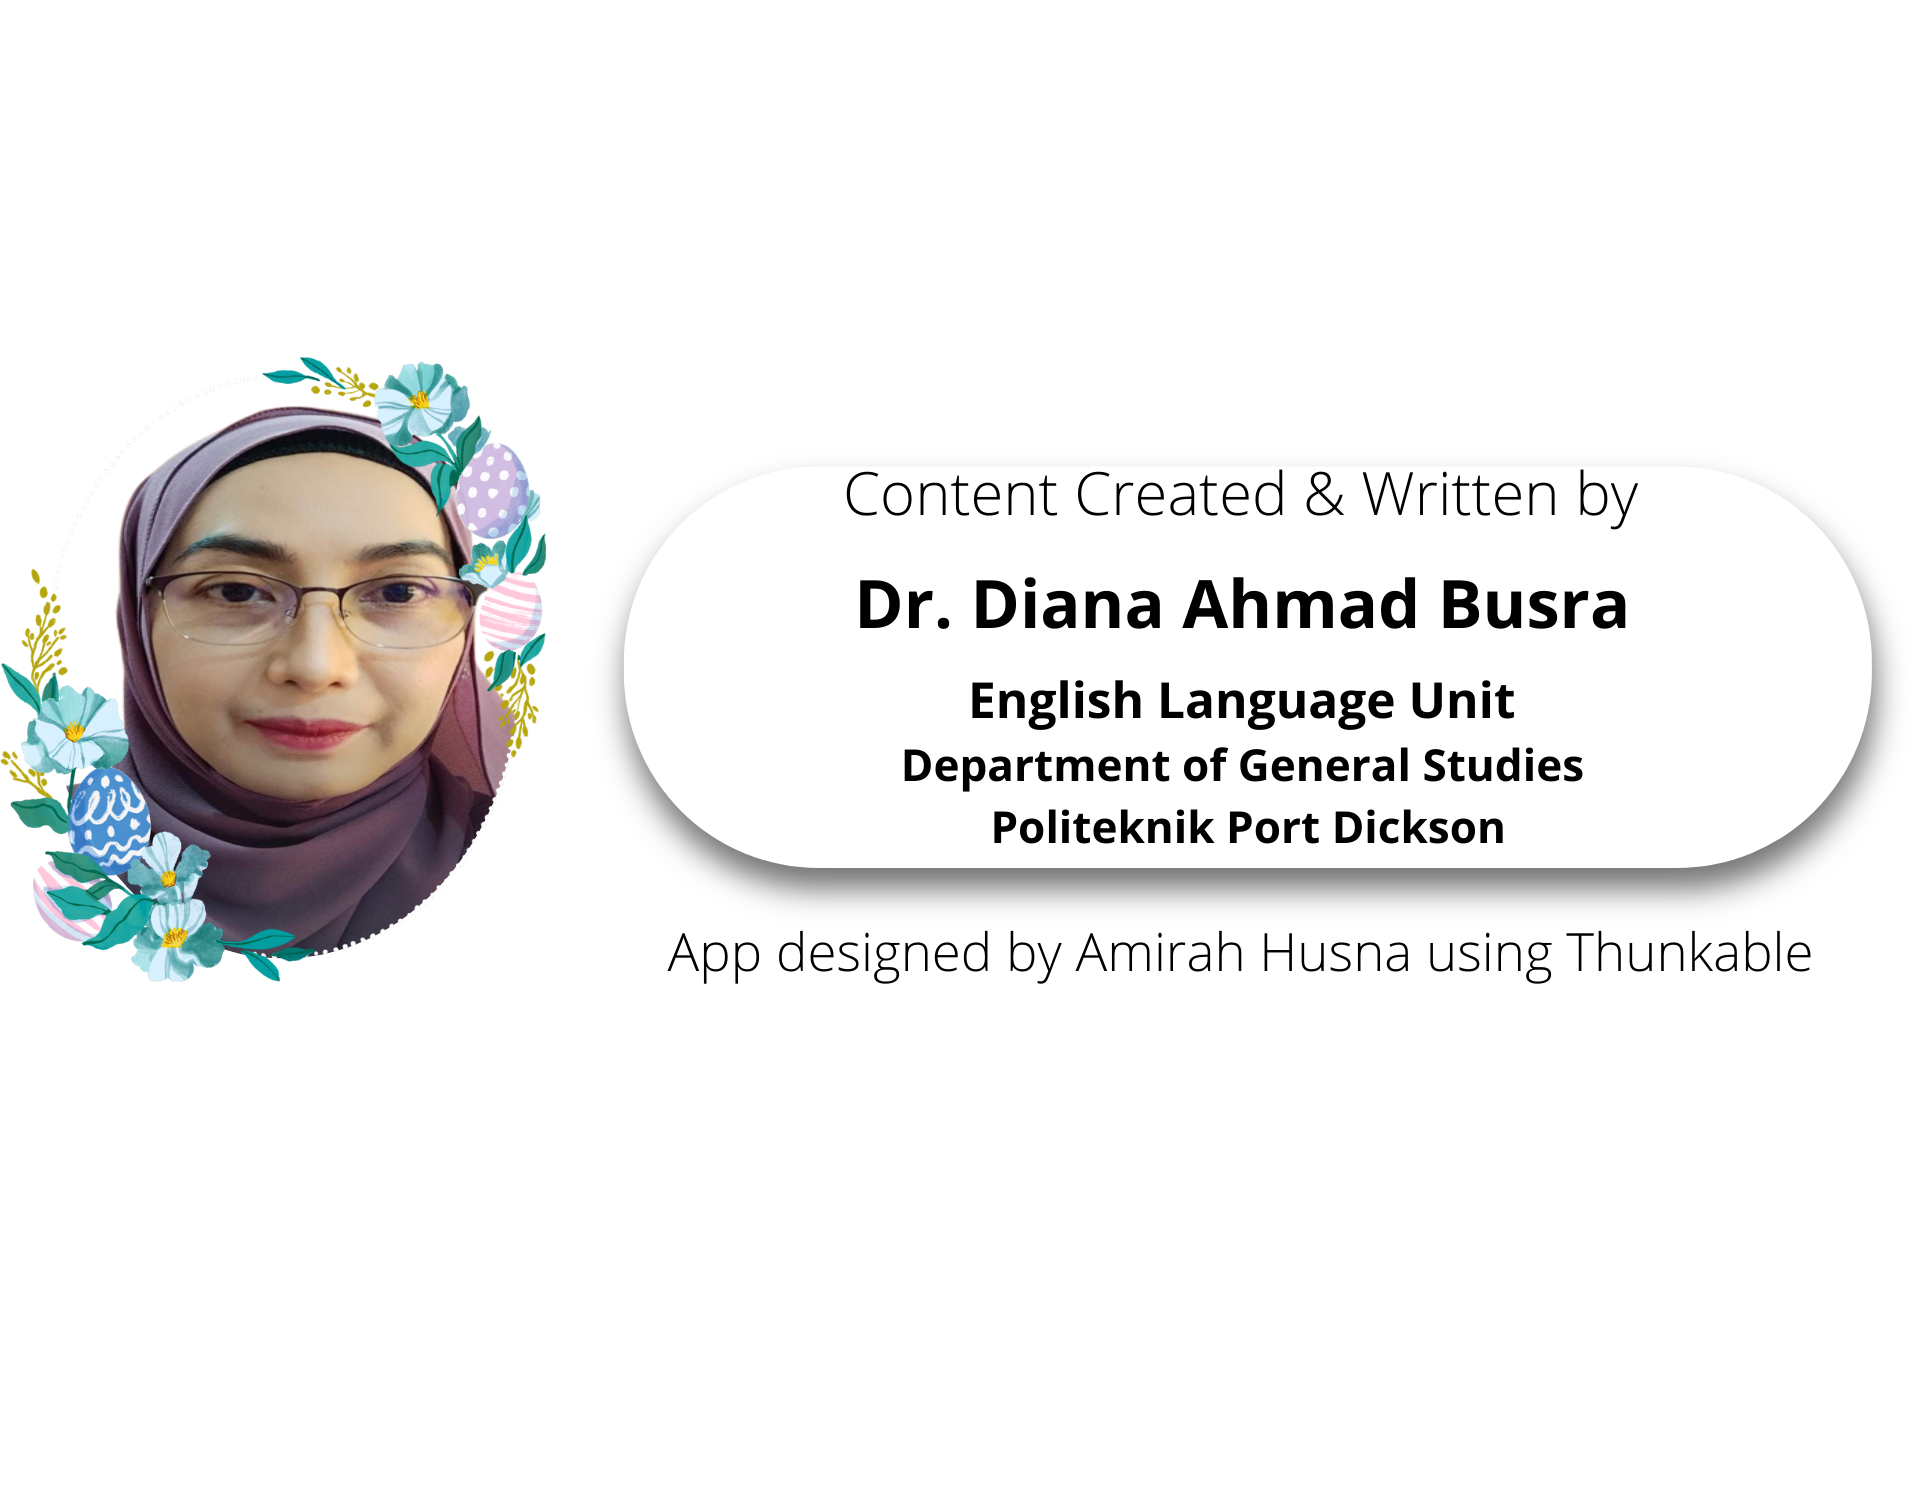 Content Created & Written by
Dr. Diana Ahmad Busra
English Language Unit
Department of General Studies
Politeknik Port Dickson
App designed by Amirah Husna using Thunkable